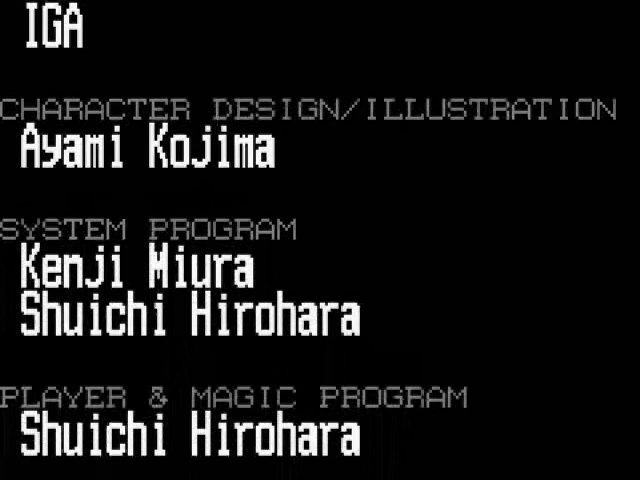 IGA
CHARACTER DESIGN/ILLUSTRATION
Ayami Kojima
SYSTEM PROGRAM
Kenji Miura
Shuichi Hirohara
PLAYER & MAGIC PROGRAM
Shuichi Hirohara